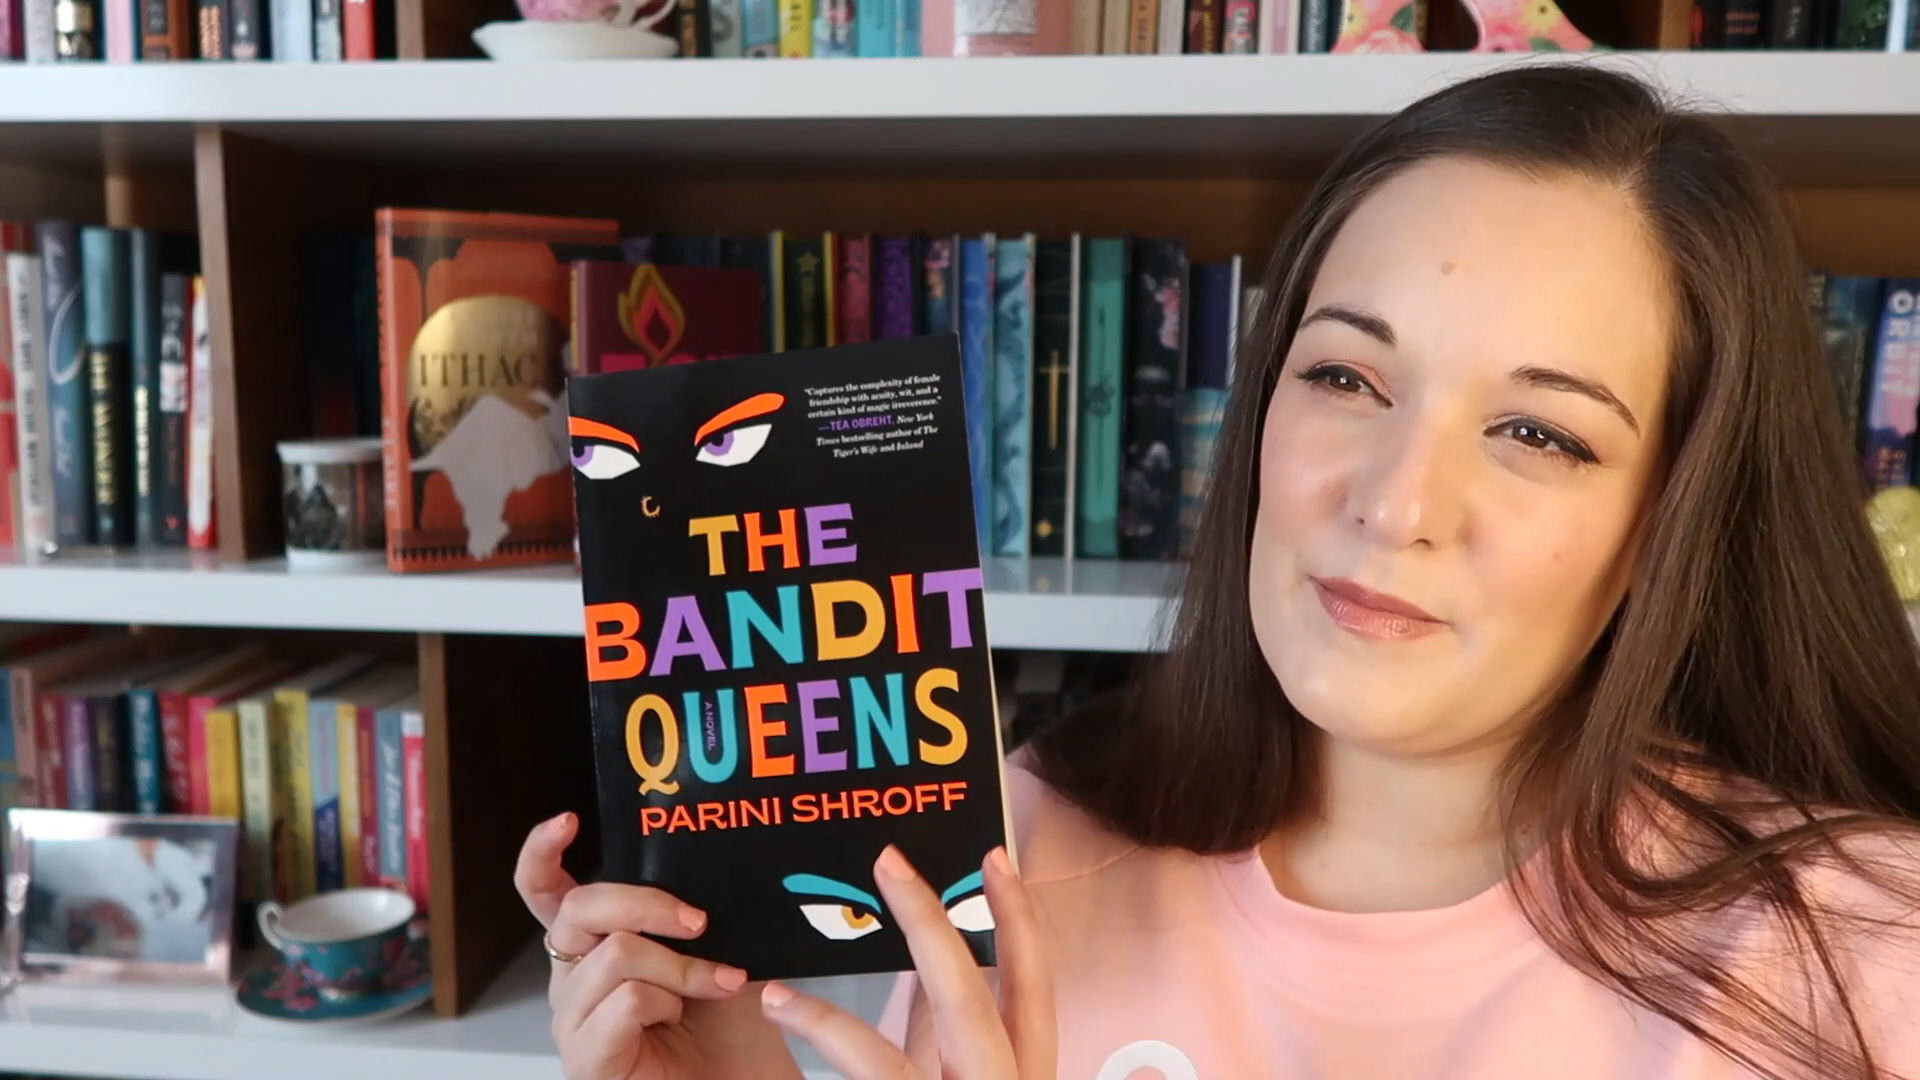 ITHAC
"Captures the complexity of female
friendship with acuity, wit, and a
certain kind of magic irreverence."
—TEA OBREHT, New York
Times bestselling author of The
Tiger's Wife and Inland
THE
BANDIT
QUEENS
A NOVEL
PARINI SHROFF